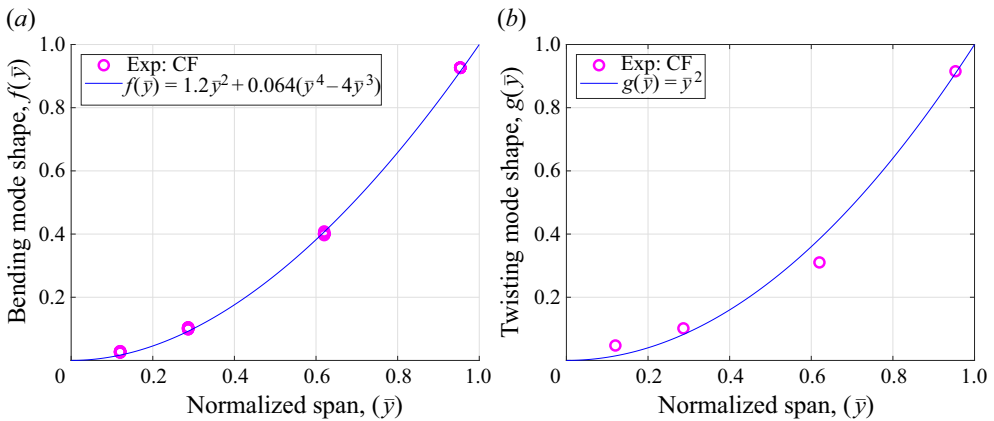 (a)
1.0
0.8
0.6
0.4
0.2
0
0.2
0.4
0.6
0.8
1.0
Bending mode shape, f(ȳ)
Normalized span, (ȳ)
Exp: CF
f(ȳ) = 1.2ȳ² + 0.064(ȳ⁴ – 4ȳ³)
(b)
1.0
0.8
0.6
0.4
0.2
0
0.2
0.4
0.6
0.8
1.0
Twisting mode shape, g(ȳ)
Normalized span, (ȳ)
Exp: CF
g(ȳ) = ȳ²